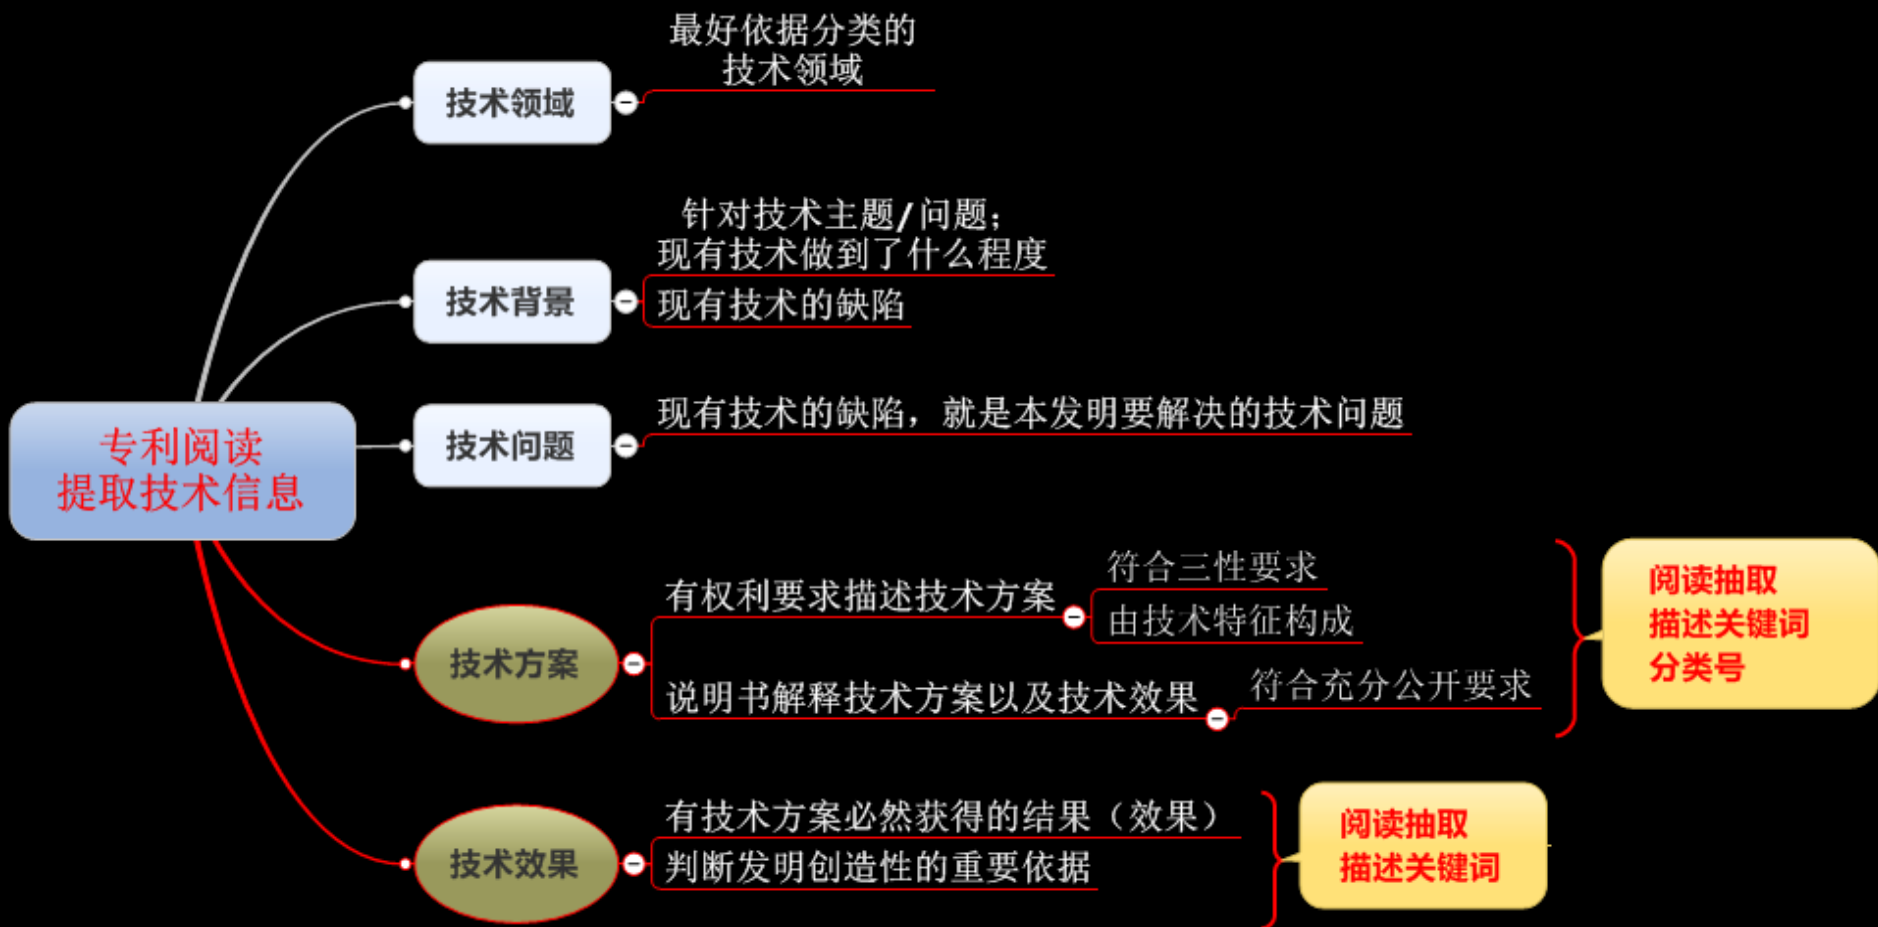 最好依据分类的
技术领域
技术领域
针对技术主题/问题；
现有技术做到了什么程度
技术背景
现有技术的缺陷
现有技术的缺陷，就是本发明要解决的技术问题
技术问题
专利阅读
提取技术信息
符合三性要求
有权利要求描述技术方案
由技术特征构成
技术方案
说明书解释技术方案以及技术效果
符合充分公开要求
阅读抽取
描述关键词
分类号
有技术方案必然获得的结果（效果）
技术效果
判断发明创造性的重要依据
阅读抽取
描述关键词